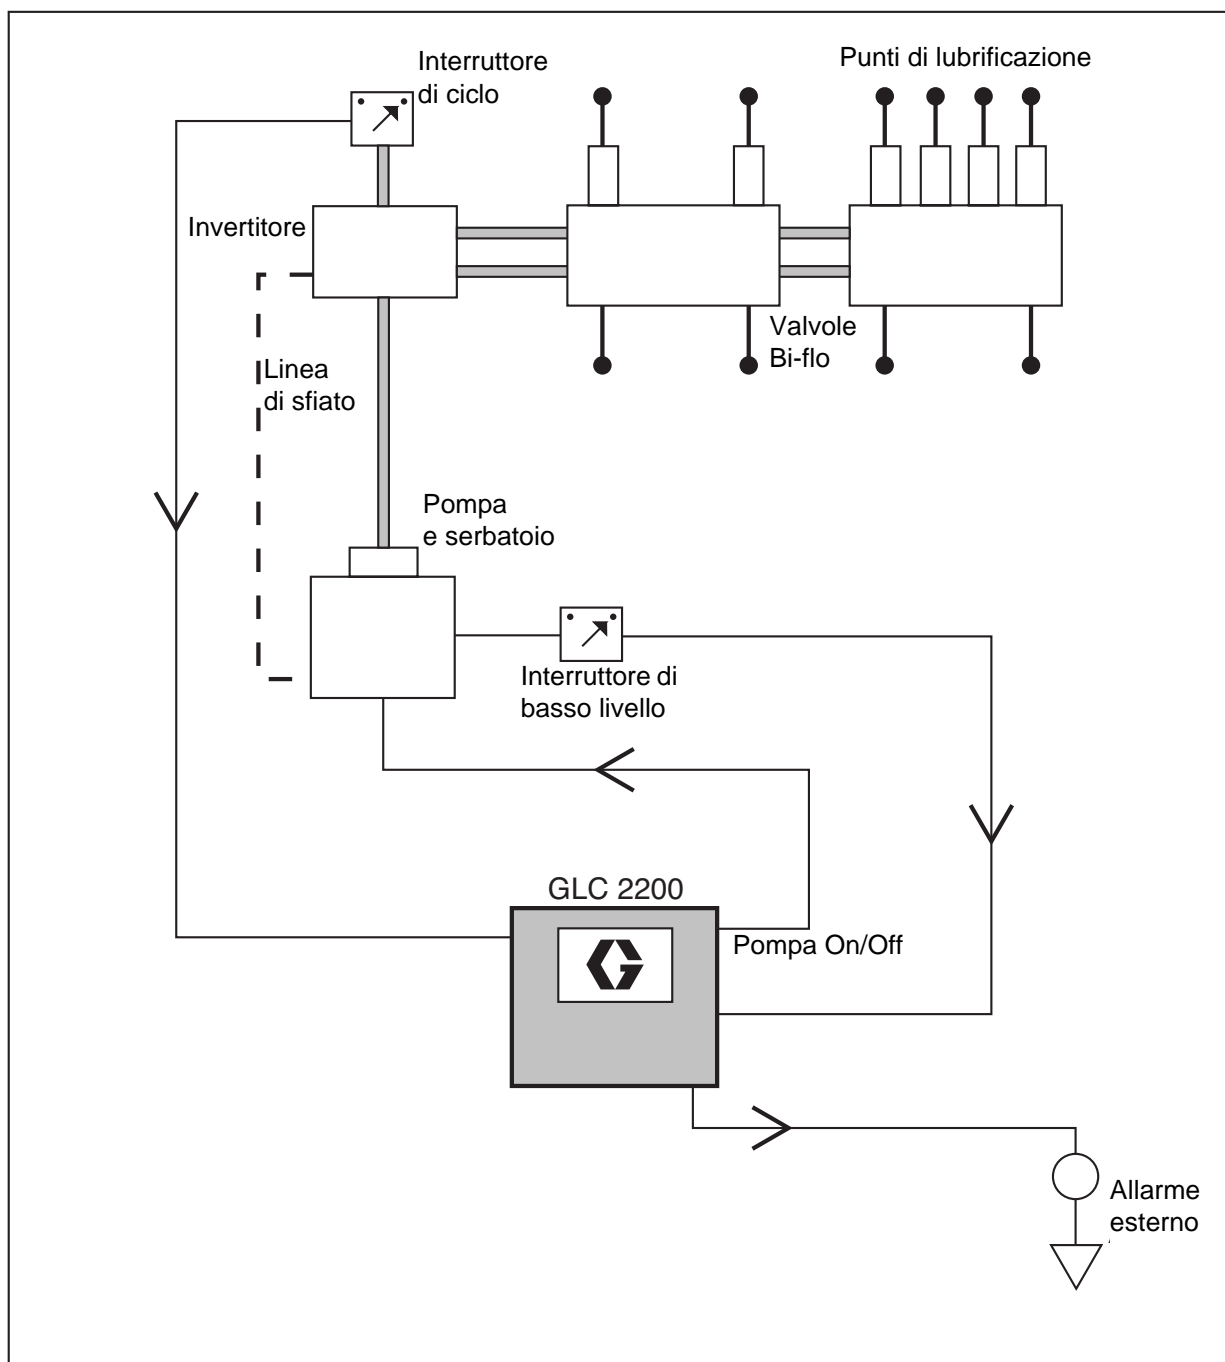 Interruttore
di ciclo
Punti di lubrificazione
Invertitore
Valvole
Bi-flo
Linea
di sfiato
Pompa
e serbatoio
Interruttore di
basso livello
GLC 2200
Pompa On/Off
Allarme
esterno